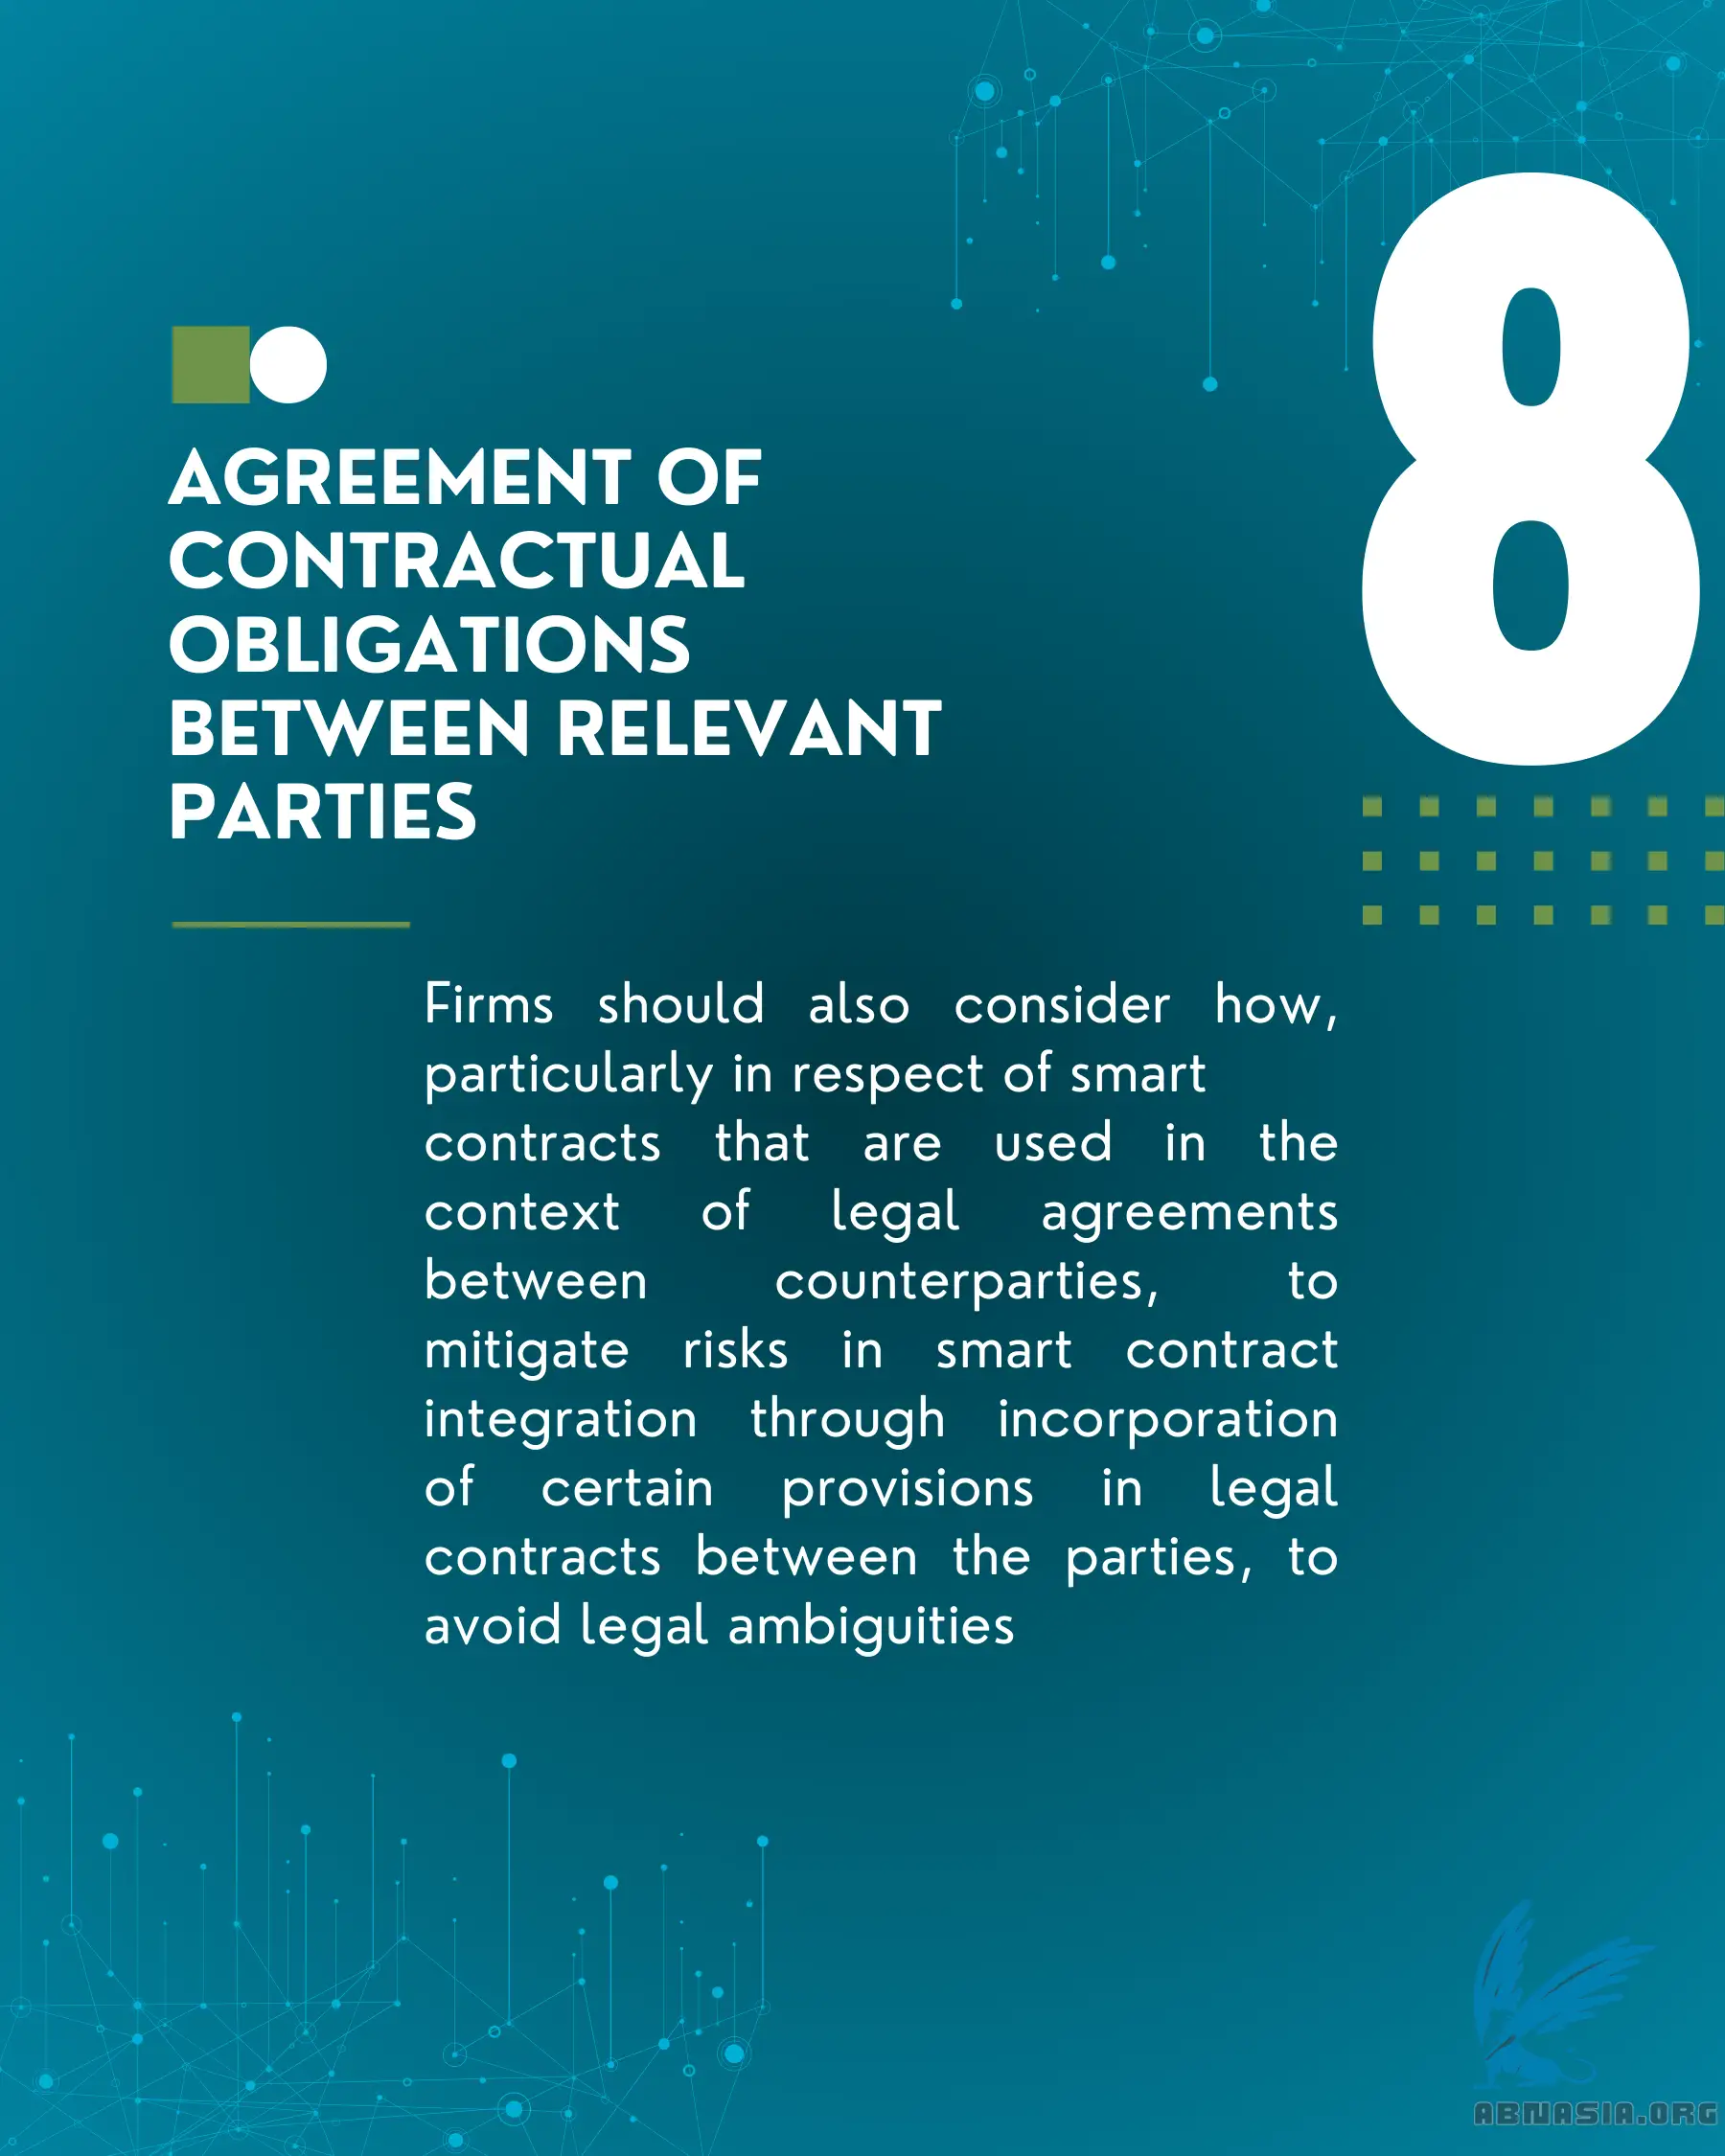 8
AGREEMENT OF
CONTRACTUAL
OBLIGATIONS
BETWEEN RELEVANT
PARTIES
Firms should also consider how,
particularly in respect of smart
contracts that are used in the
context of legal agreements
between counterparties, to
mitigate risks in smart contract
integration through incorporation
of certain provisions in legal
contracts between the parties, to
avoid legal ambiguities
ABNASIA.ORG